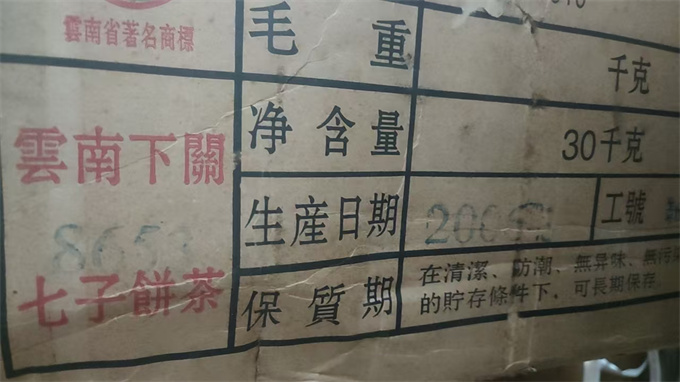 雲南省著名商標
雲南下關
8653
七子餅茶
毛重
千克
净含量
30千克
生産日期
工號
保質期
在清潔、防潮、無异味、無污染
的貯存條件下,可長期保存